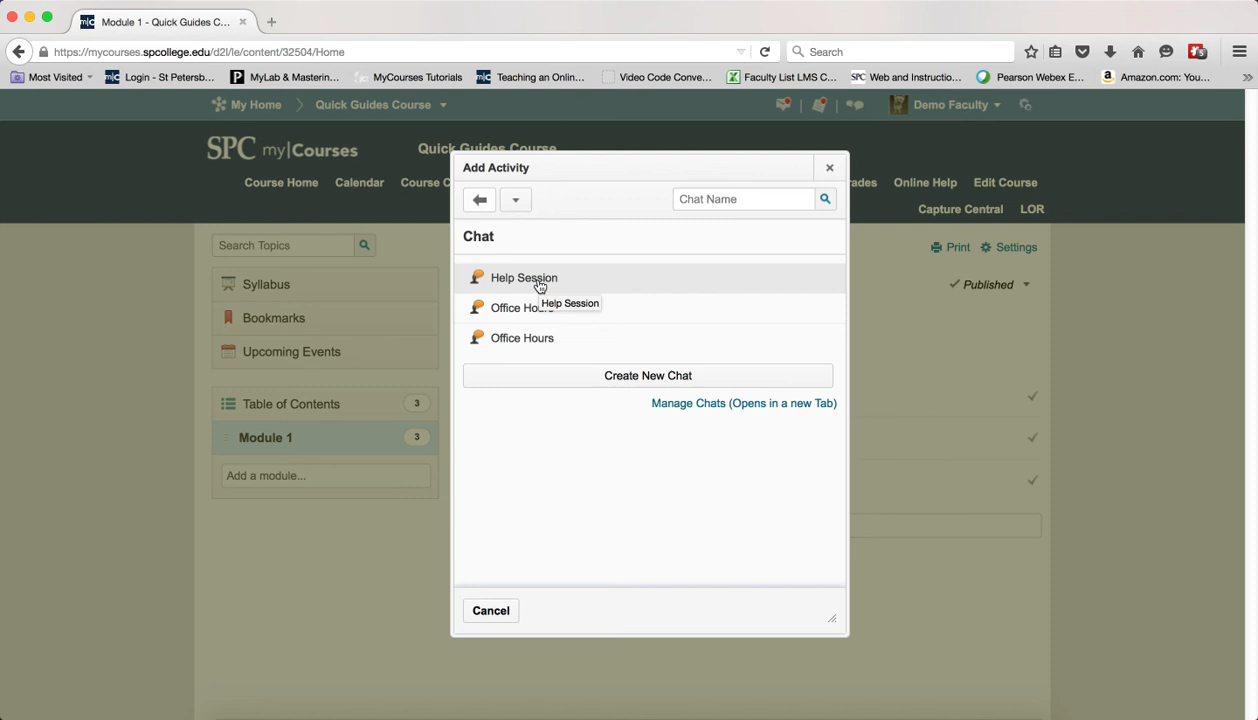 Module 1 - Quick Guides C...
https://mycourses.spcollege.edu/d2l/le/content/32504/Home
Search
Most Visited
Login - St Petersb...
MyLab & Masterin...
MyCourses Tutorials
Teaching an Onlin...
Video Code Conve...
Faculty List LMS C...
Web and Instructio...
Pearson Webex E...
Amazon.com: You...
My Home
Quick Guides Course
Demo Faculty
SPC my|Courses
Quick Guides Course
Course Home
Calendar
Course C
rades
Online Help
Edit Course
Capture Central
LOR
Search Topics
Syllabus
Bookmarks
Upcoming Events
Table of Contents 3
Module 1 3
Add a module...
Print
Settings
Published
Add Activity
Chat Name
Chat
Help Session
Help Session
Office Hours
Create New Chat
Manage Chats (Opens in a new Tab)
Cancel